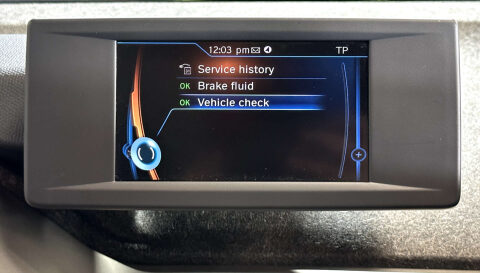 12:03 pm TP
Service history
OK Brake fluid
OK Vehicle check